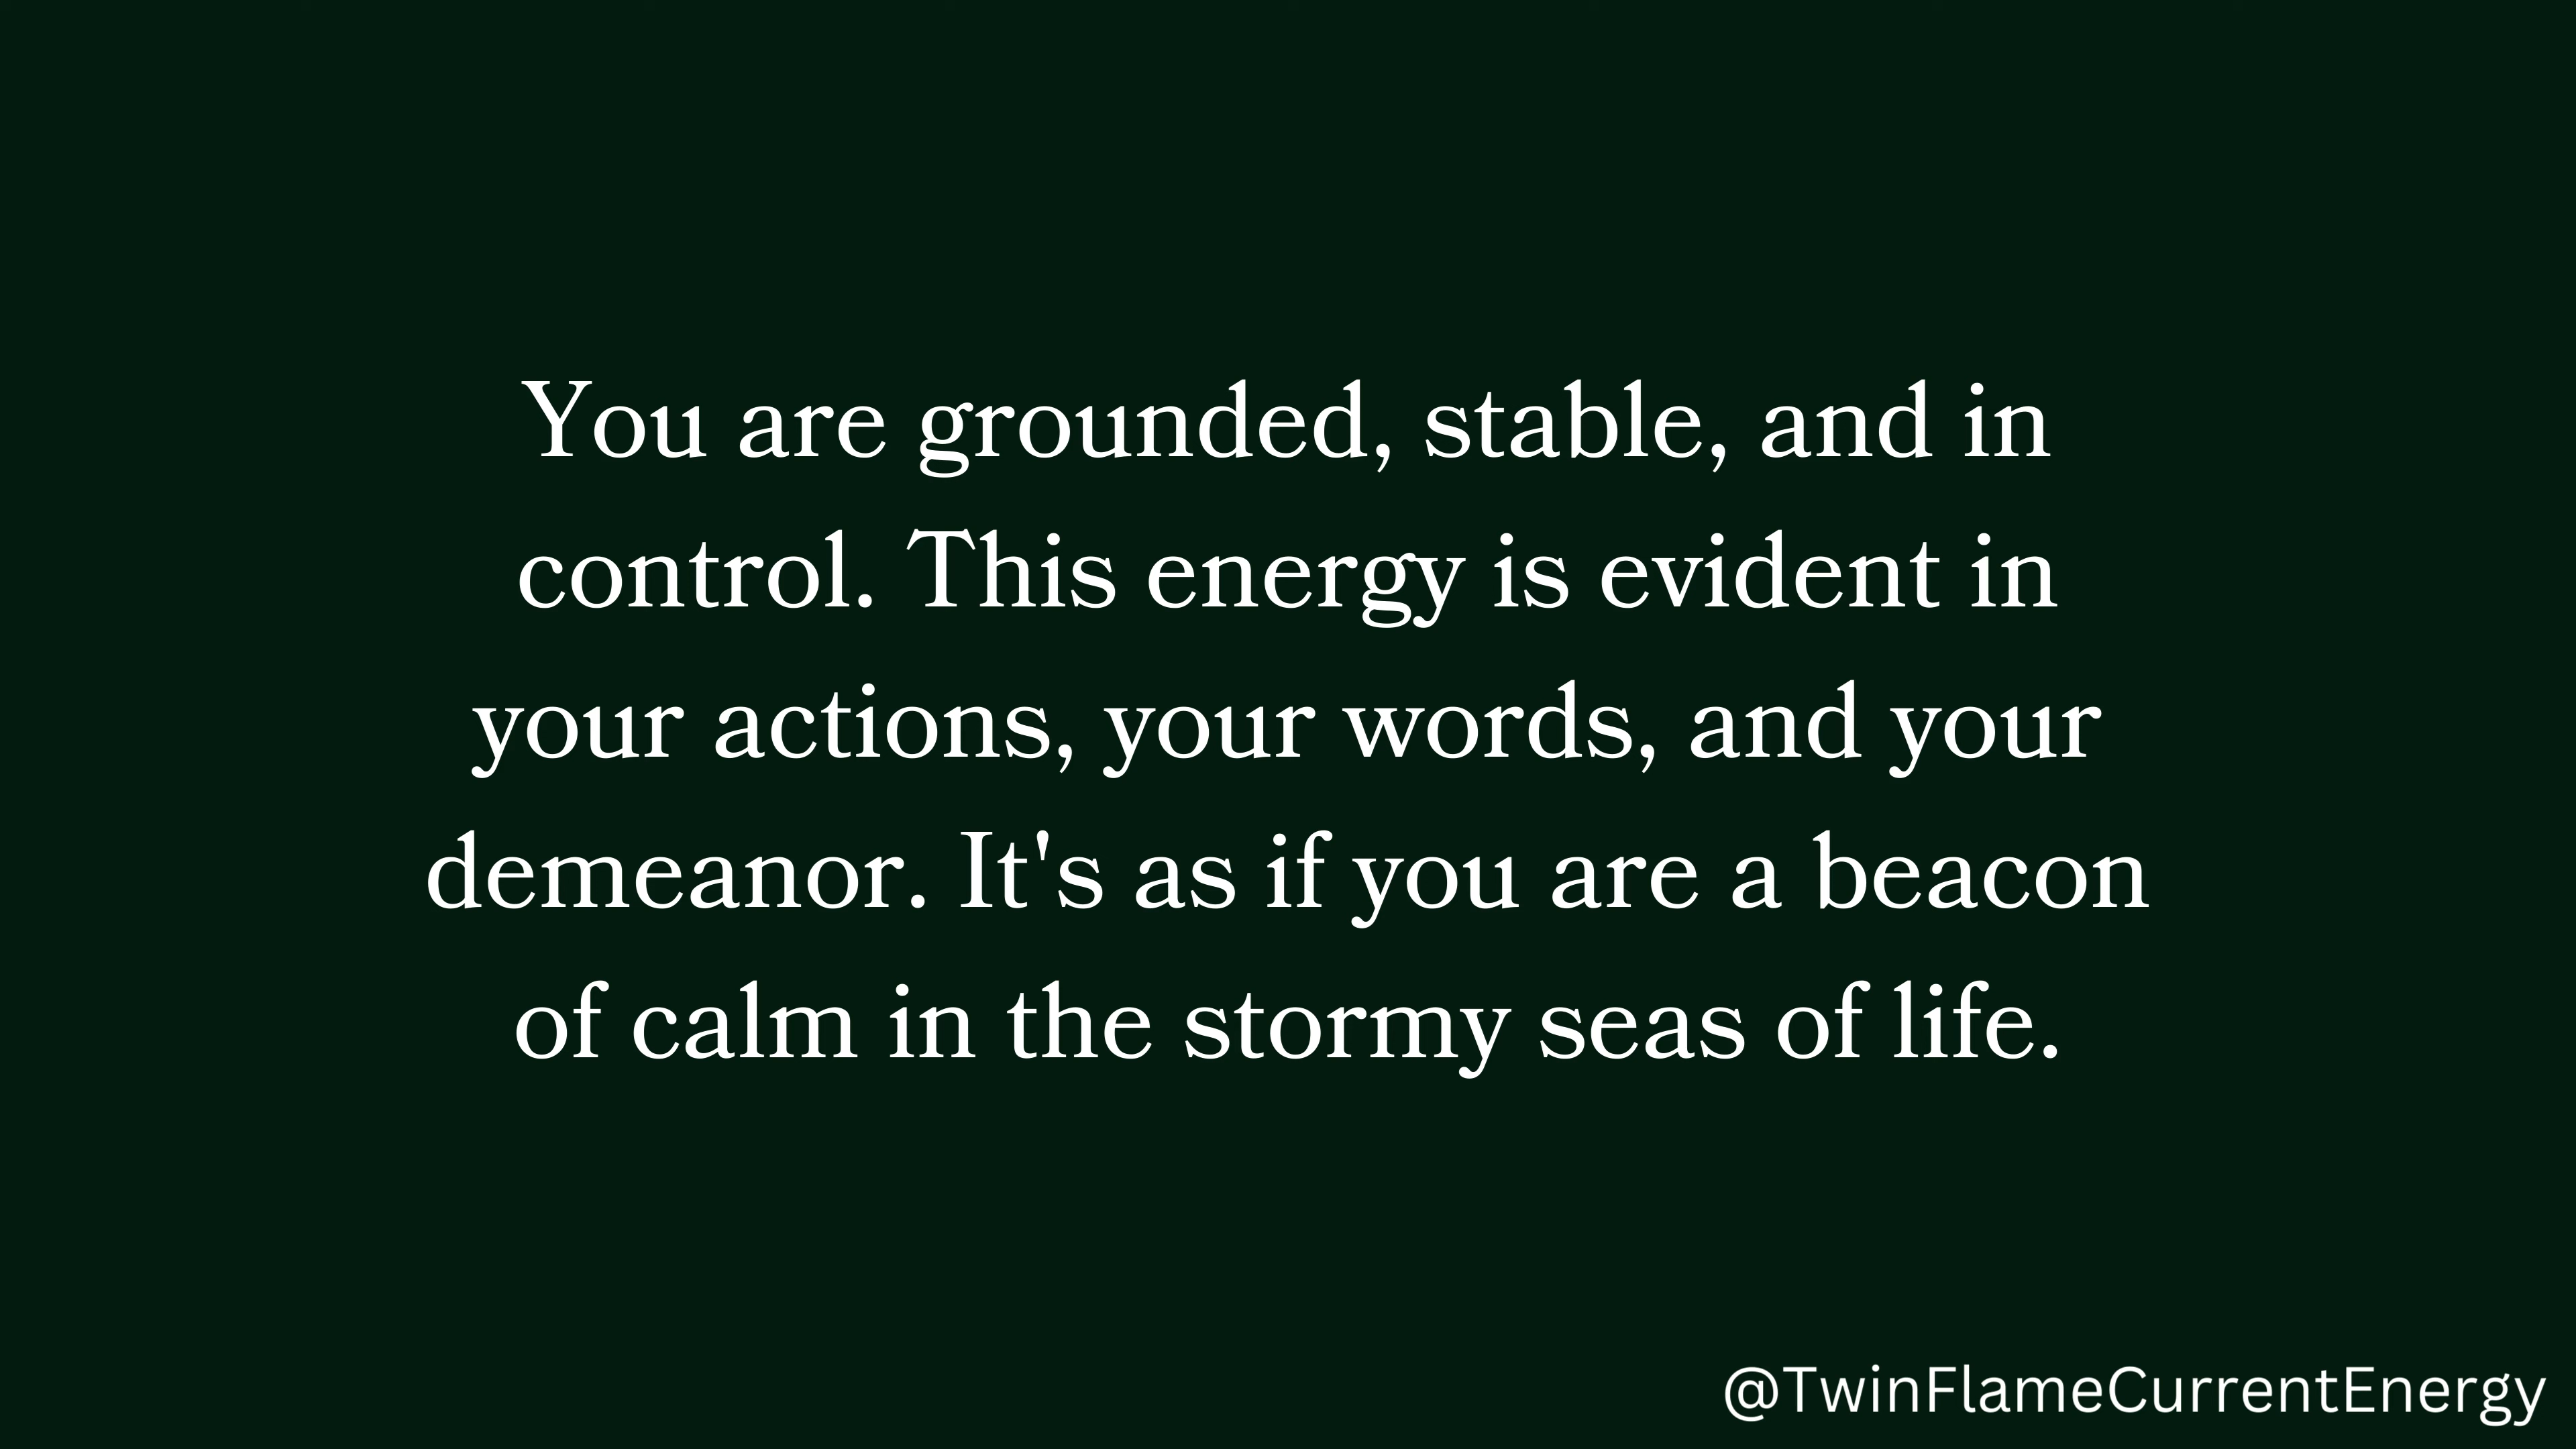 You are grounded, stable, and in
control. This energy is evident in
your actions, your words, and your
demeanor. It's as if you are a beacon
of calm in the stormy seas of life.
@TwinFlameCurrentEnergy